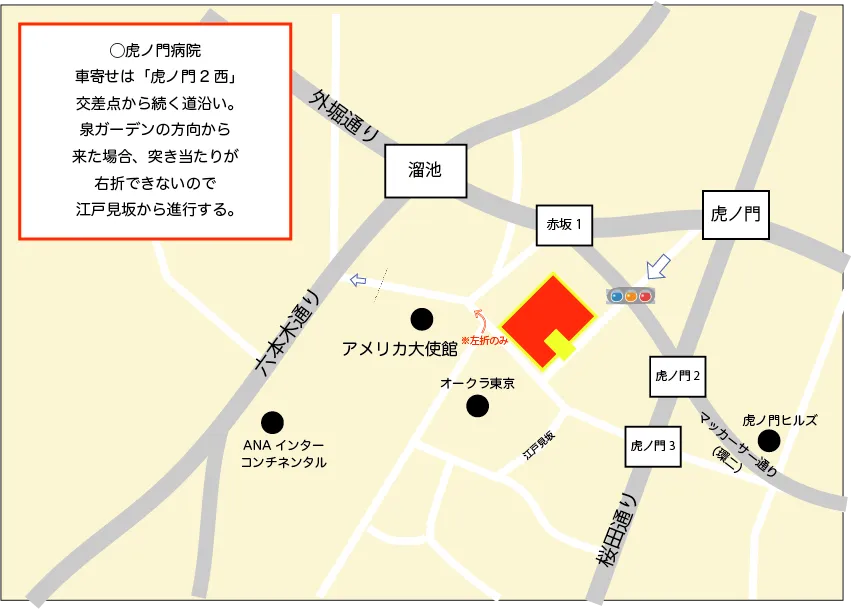 ◯虎ノ門病院
車寄せは「虎ノ門2西」
交差点から続く道沿い。
泉ガーデンの方向から
来た場合、突き当たりが
右折できないので
江戸見坂から進行する。
外堀通り
溜池
赤坂1
虎ノ門
六本木通り
アメリカ大使館
※左折のみ
オークラ東京
虎ノ門2
ANAインター
コンチネンタル
江戸見坂
虎ノ門3
虎ノ門ヒルズ
マッカーサー通り
(環二)
桜田通り